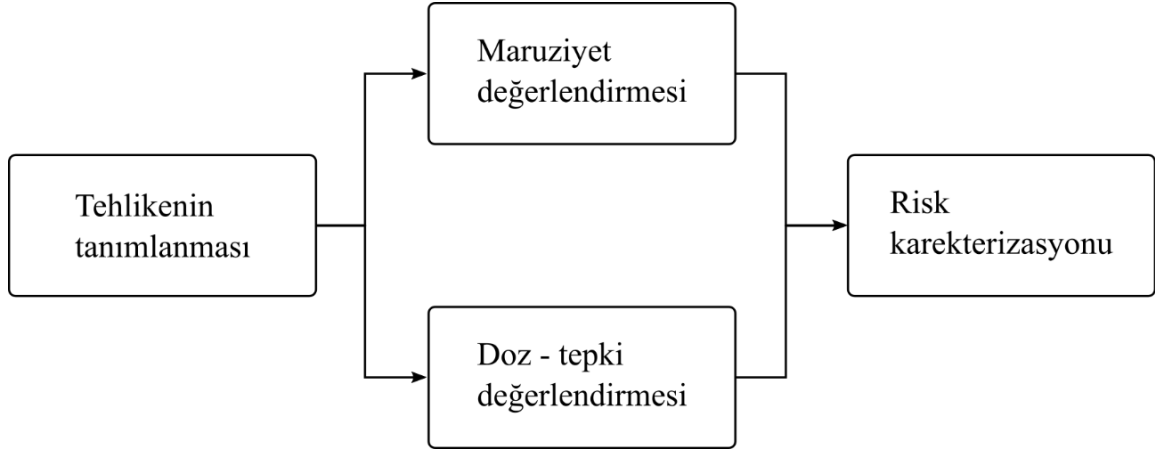 Tehlikenin
tanımlanması
Maruziyet
değerlendirmesi
Doz - tepki
değerlendirmesi
Risk
karekterizasyonu